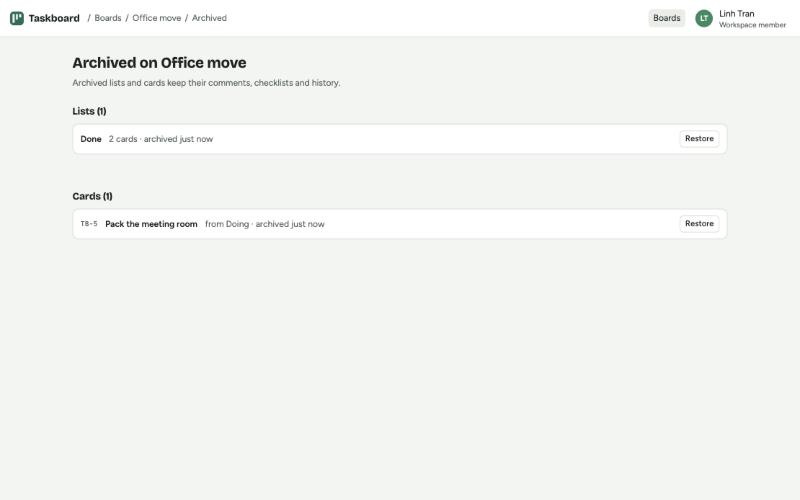 Taskboard / Boards / Office move / Archived
Boards
LT
Linh Tran
Workspace member
Archived on Office move
Archived lists and cards keep their comments, checklists and history.
Lists (1)
Done 2 cards · archived just now Restore
Cards (1)
TB-5 Pack the meeting room from Doing · archived just now Restore